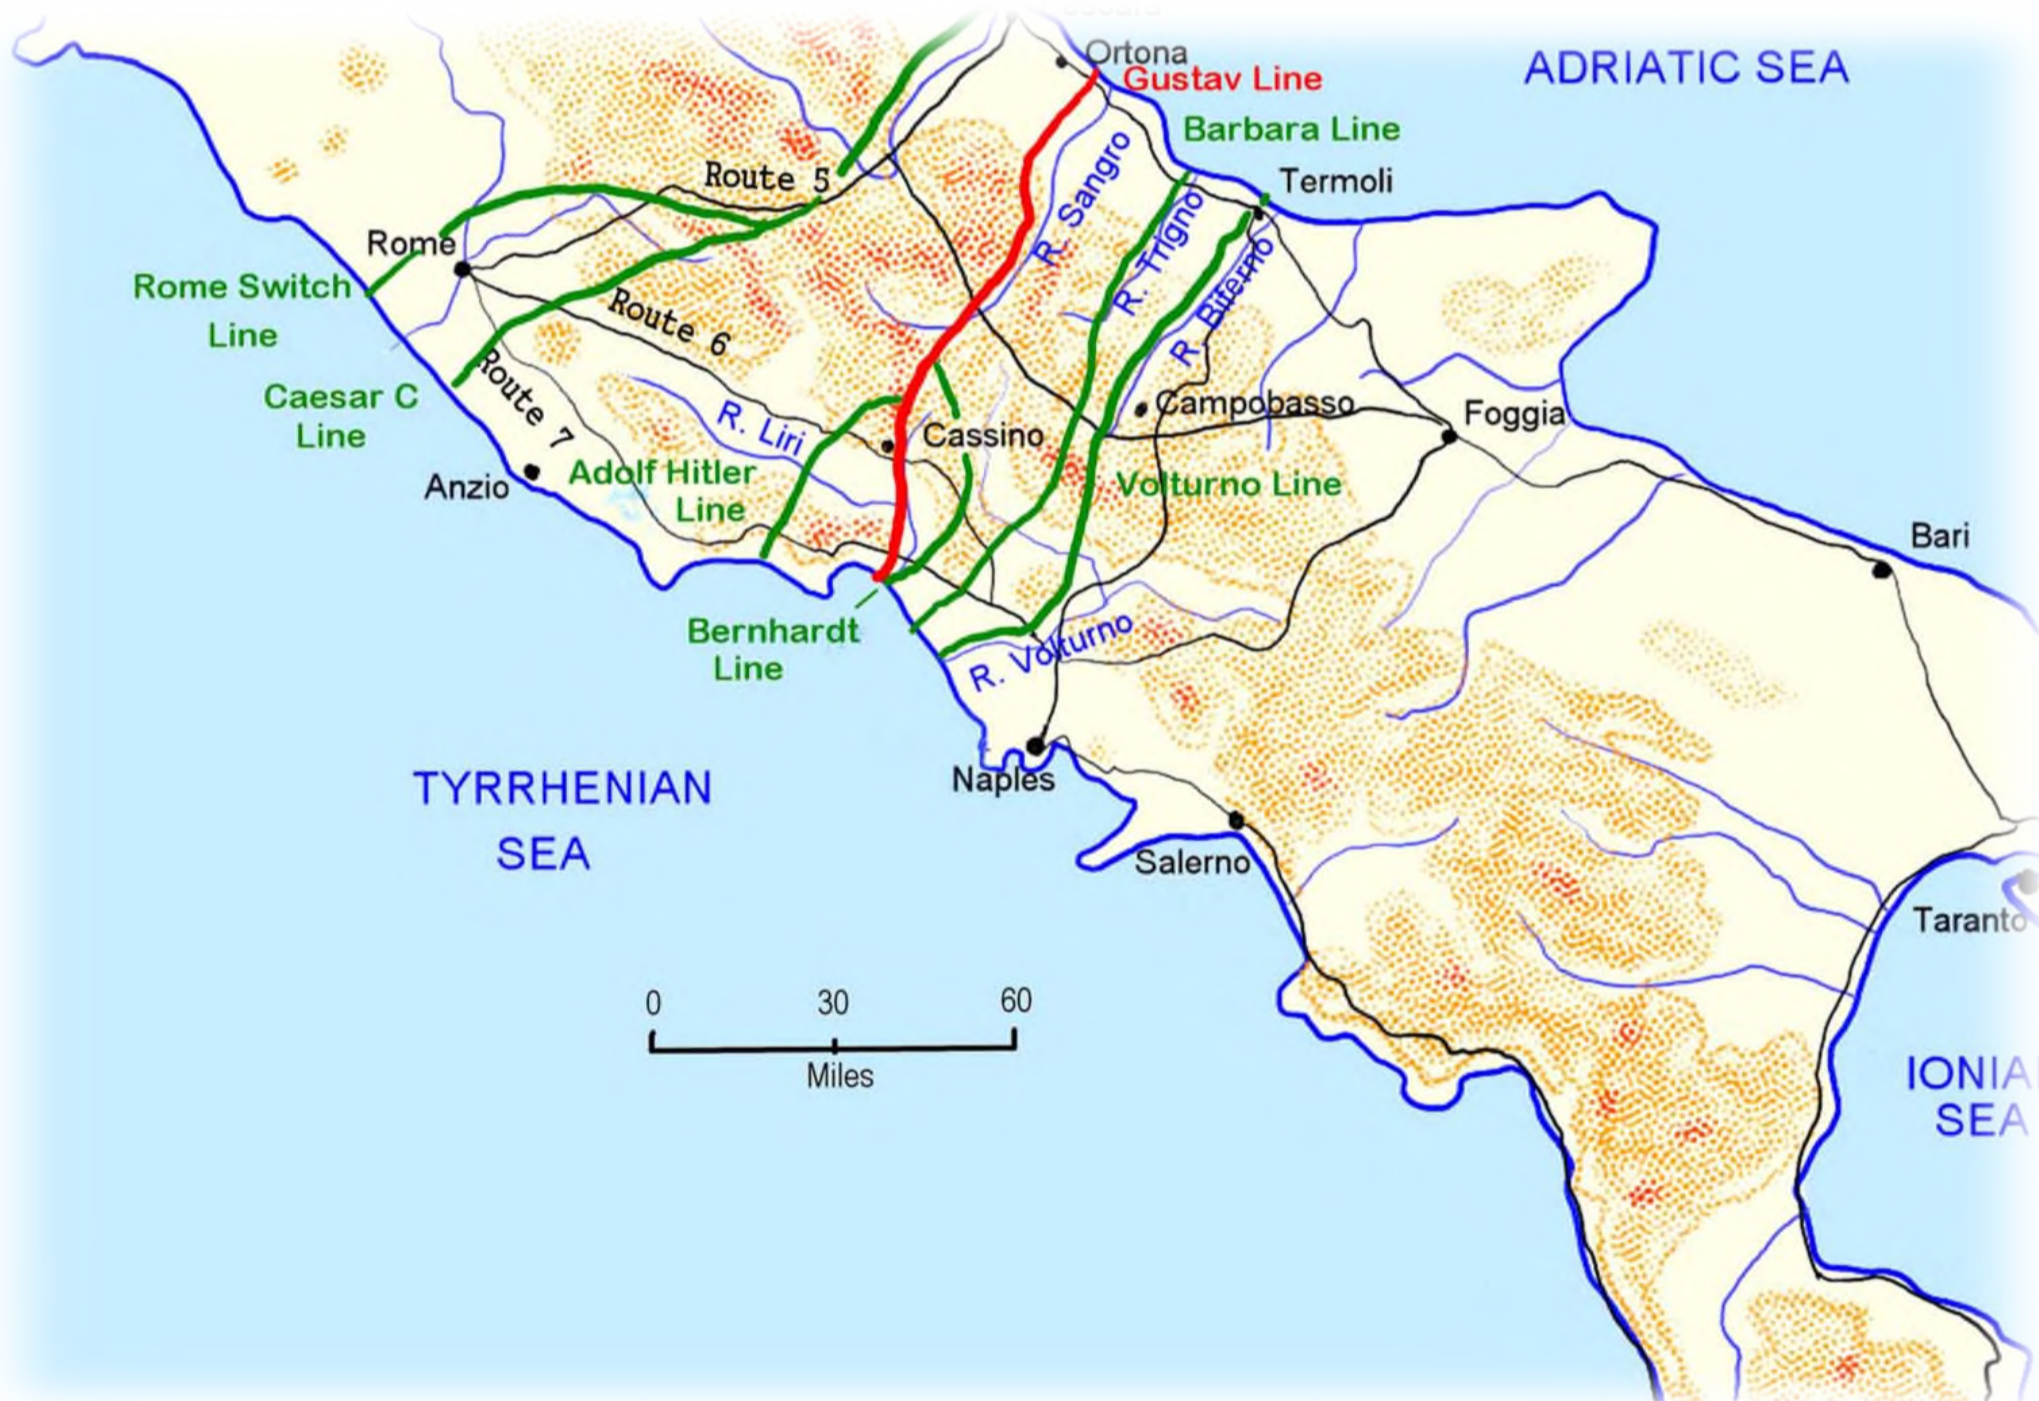 Ortona
ADRIATIC SEA
Gustav Line
Barbara Line
Termoli
Route 5
R. Sangro
R. Trigno
R. Biferno
Rome
Rome Switch
Line
Route 6
Route 7
Caesar C
Line
R. Liri
Campobasso
Foggia
Cassino
Anzio
Adolf Hitler
Line
Volturno Line
Bari
Bernhardt
Line
R. Volturno
Naples
TYRRHENIAN
SEA
Salerno
Taranto
0 30 60
Miles
IONIA
SEA